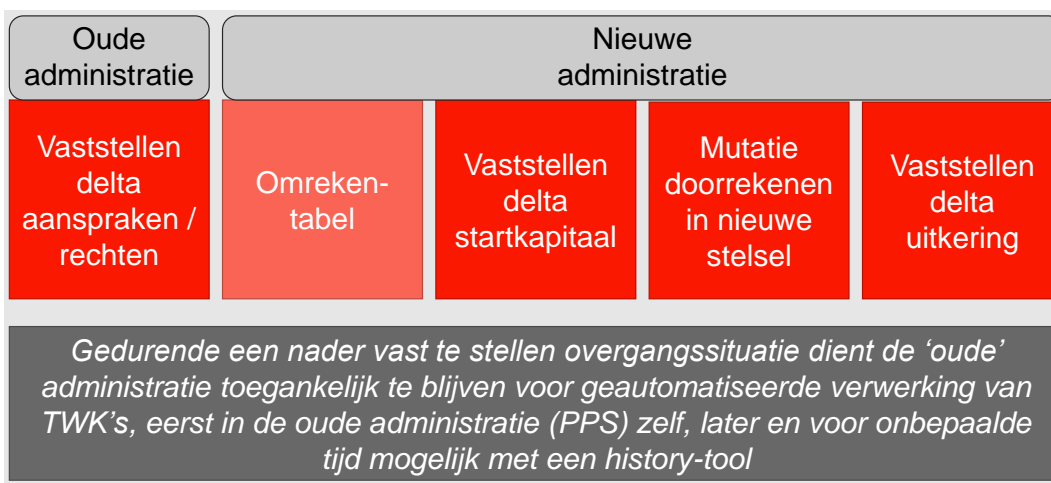 Oude
administratie
Nieuwe
administratie
Vaststellen
delta
aanspraken /
rechten
Omreken-
tabel
Vaststellen
delta
startkapitaal
Mutatie
doorrekenen
in nieuwe
stelsel
Vaststellen
delta
uitkering
Gedurende een nader vast te stellen overgangssituatie dient de ‘oude’
administratie toegankelijk te blijven voor geautomatiseerde verwerking van
TWK’s, eerst in de oude administratie (PPS) zelf, later en voor onbepaalde
tijd mogelijk met een history-tool